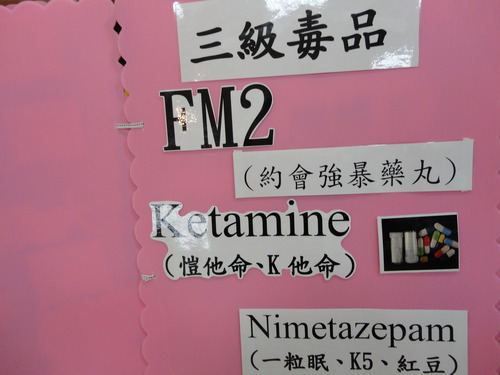 三級毒品
FM2
(約會強暴藥丸)
Ketamine
(愷他命、K他命)
Nimetazepam
(一粒眠、K5、紅豆)